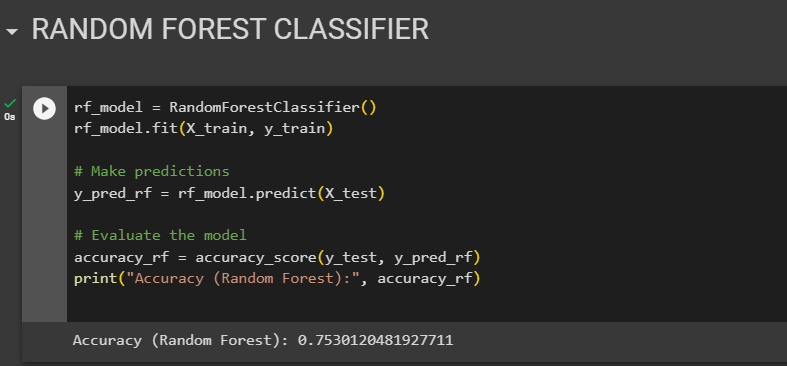 RANDOM FOREST CLASSIFIER
0s
rf_model = RandomForestClassifier()
rf_model.fit(X_train, y_train)
# Make predictions
y_pred_rf = rf_model.predict(X_test)
# Evaluate the model
accuracy_rf = accuracy_score(y_test, y_pred_rf)
print("Accuracy (Random Forest):", accuracy_rf)
Accuracy (Random Forest): 0.7530120481927711